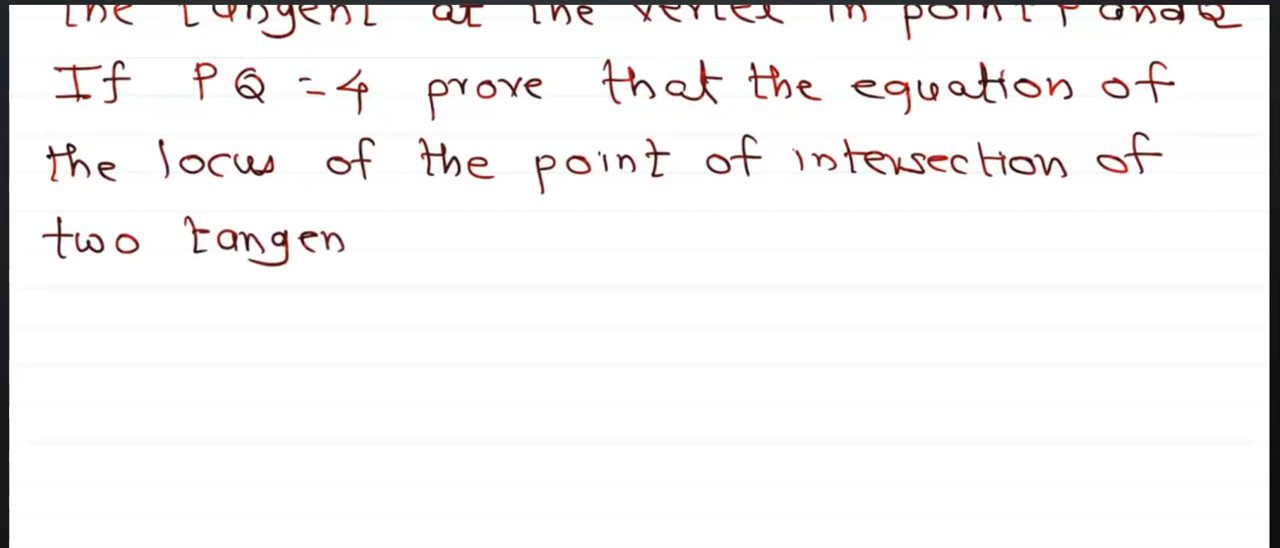 the tangent at the vertex in point P and Q
If PQ = 4 prove that the equation of
the locus of the point of intersection of
two tangen